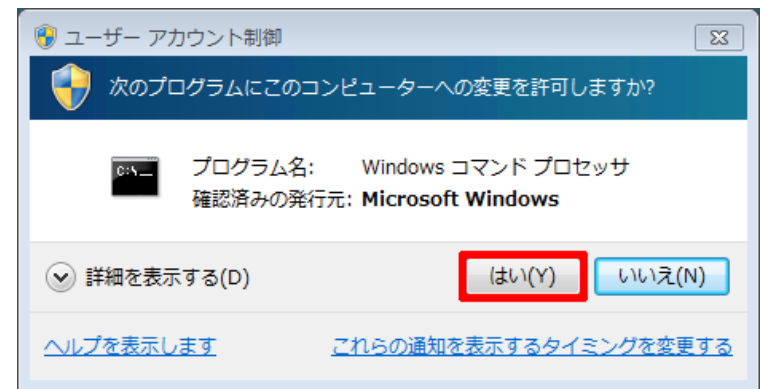 ユーザー アカウント制御
次のプログラムにこのコンピューターへの変更を許可しますか?
C:\_
プログラム名: Windows コマンド プロセッサ
確認済みの発行元: Microsoft Windows
詳細を表示する(D) はい(Y) いいえ(N)
ヘルプを表示します これらの通知を表示するタイミングを変更する